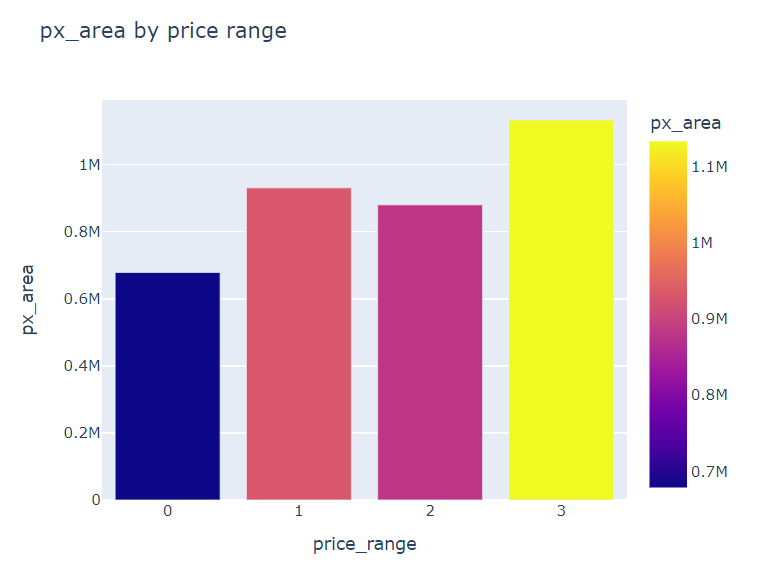 px_area by price range
px_area
1M
0.8M
0.6M
0.4M
0.2M
0
0 1 2 3
price_range
px_area
1.1M
1M
0.9M
0.8M
0.7M